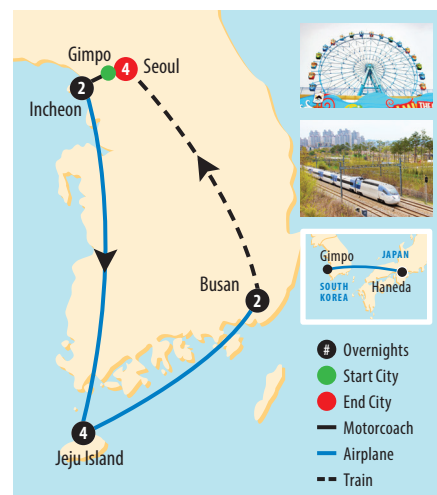 Gimpo
4
Seoul
2
Incheon
Busan
2
4
Jeju Island
Gimpo
JAPAN
SOUTH
KOREA
Haneda
# Overnights
Start City
End City
Motorcoach
Airplane
Train